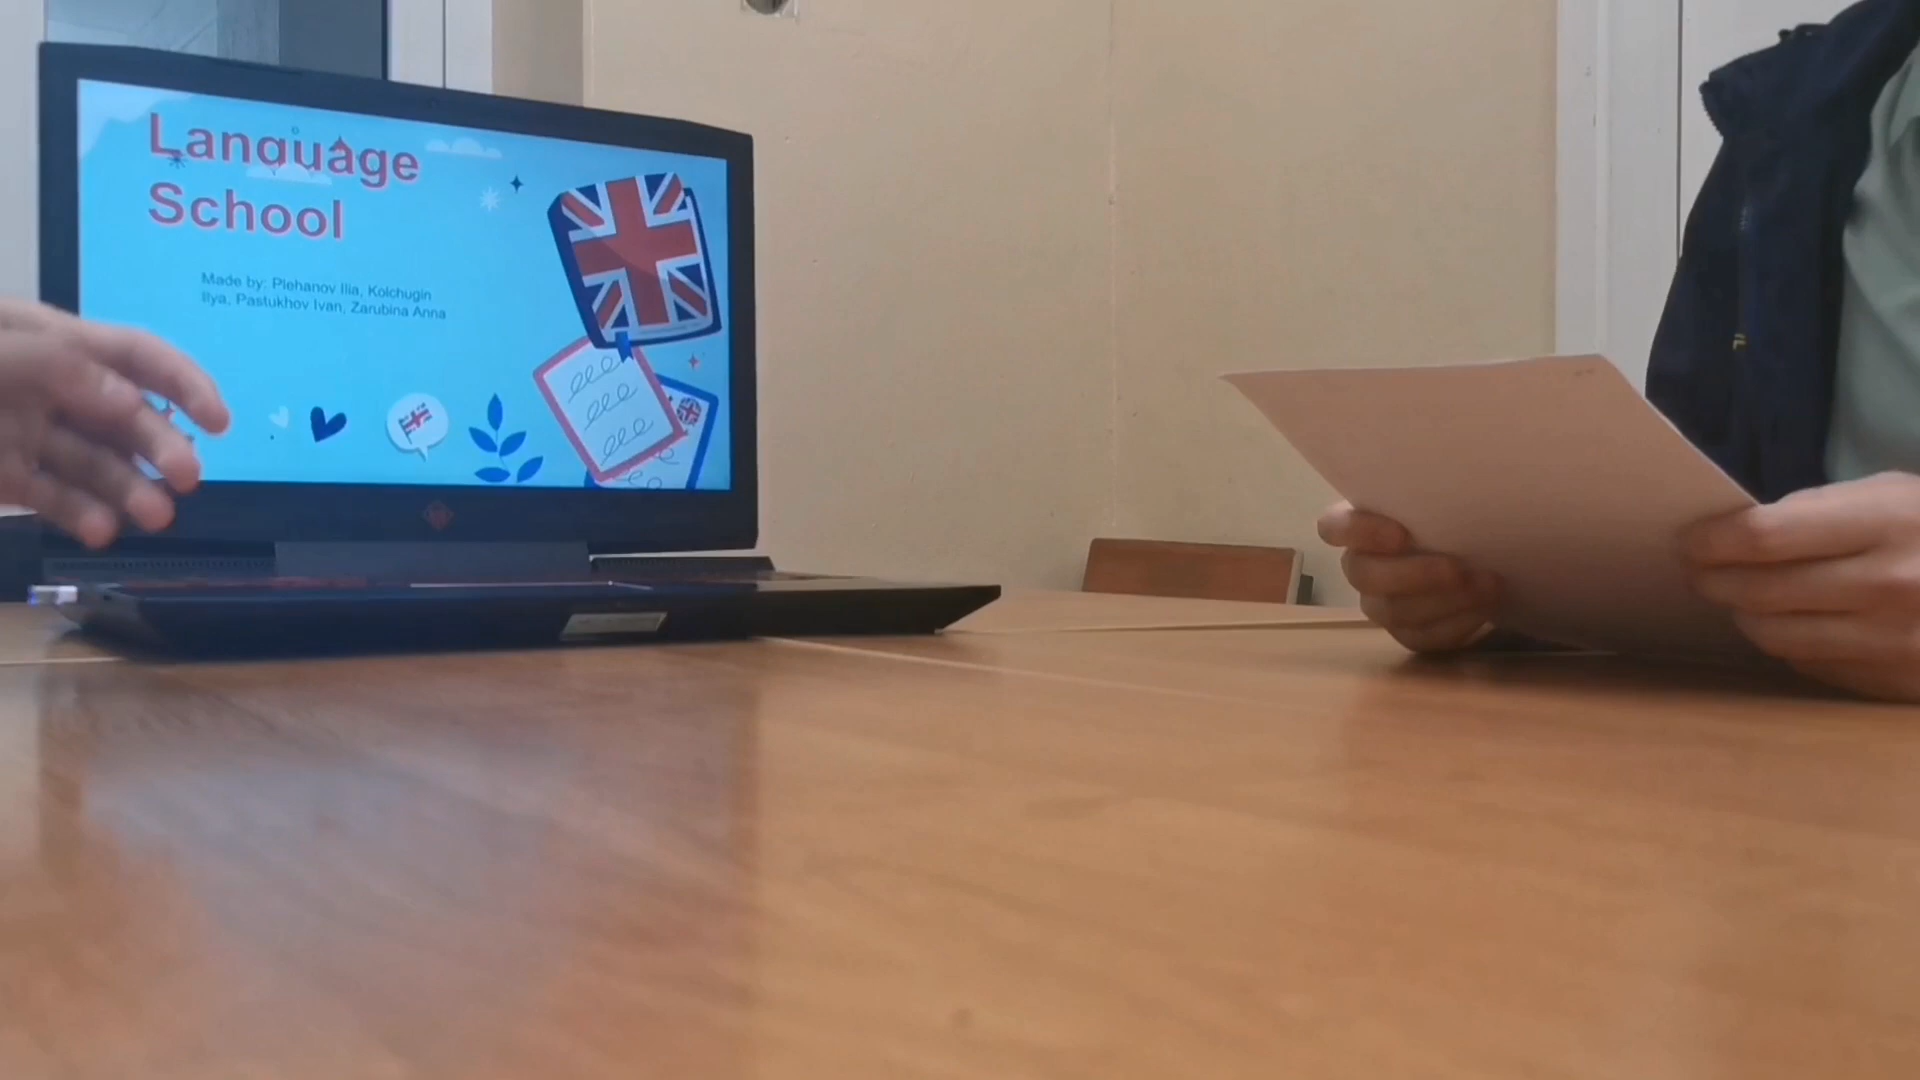 Language
School
Made by: Plehanov Ilia, Kolchugin
Ilya, Pastukhov Ivan, Zarubina Anna